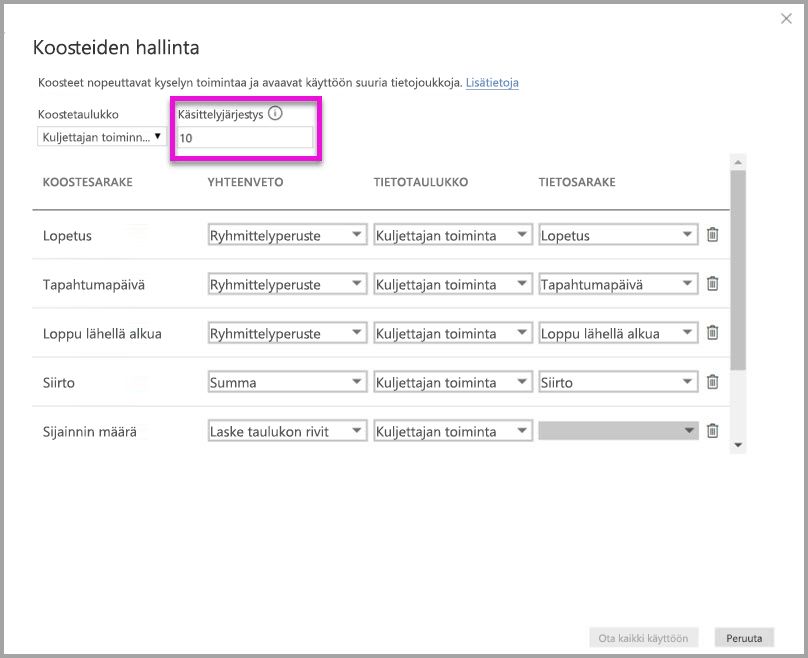 Koosteiden hallinta
Koosteet nopeuttavat kyselyn toimintaa ja avaavat käyttöön suuria tietojoukkoja. Lisätietoja
Koostetaulukko Käsittelyjärjestys
Kuljettajan toiminn... 10
KOOSTESARAKE YHTEENVETO TIETOTAULUKKO TIETOSARAKE
Lopetus Ryhmittelyperuste Kuljettajan toiminta Lopetus
Tapahtumapäivä Ryhmittelyperuste Kuljettajan toiminta Tapahtumapäivä
Loppu lähellä alkua Ryhmittelyperuste Kuljettajan toiminta Loppu lähellä alkua
Siirto Summa Kuljettajan toiminta Siirto
Sijainnin määrä Laske taulukon rivit Kuljettajan toiminta
Ota kaikki käyttöön Peruuta